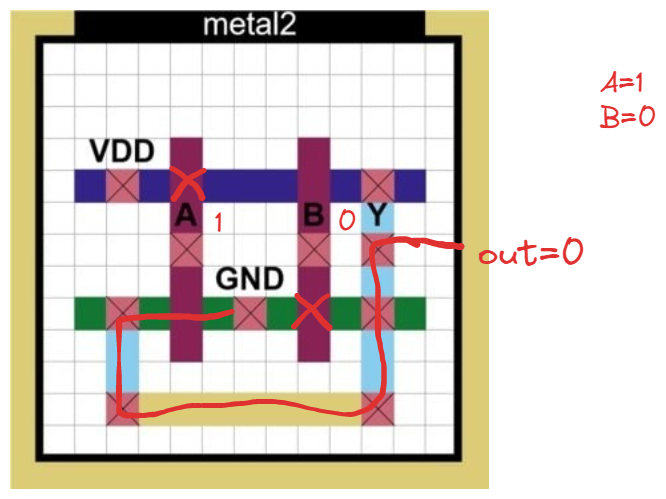 metal2
A=1
B=0
VDD
A 1 B 0 Y
out=0
GND